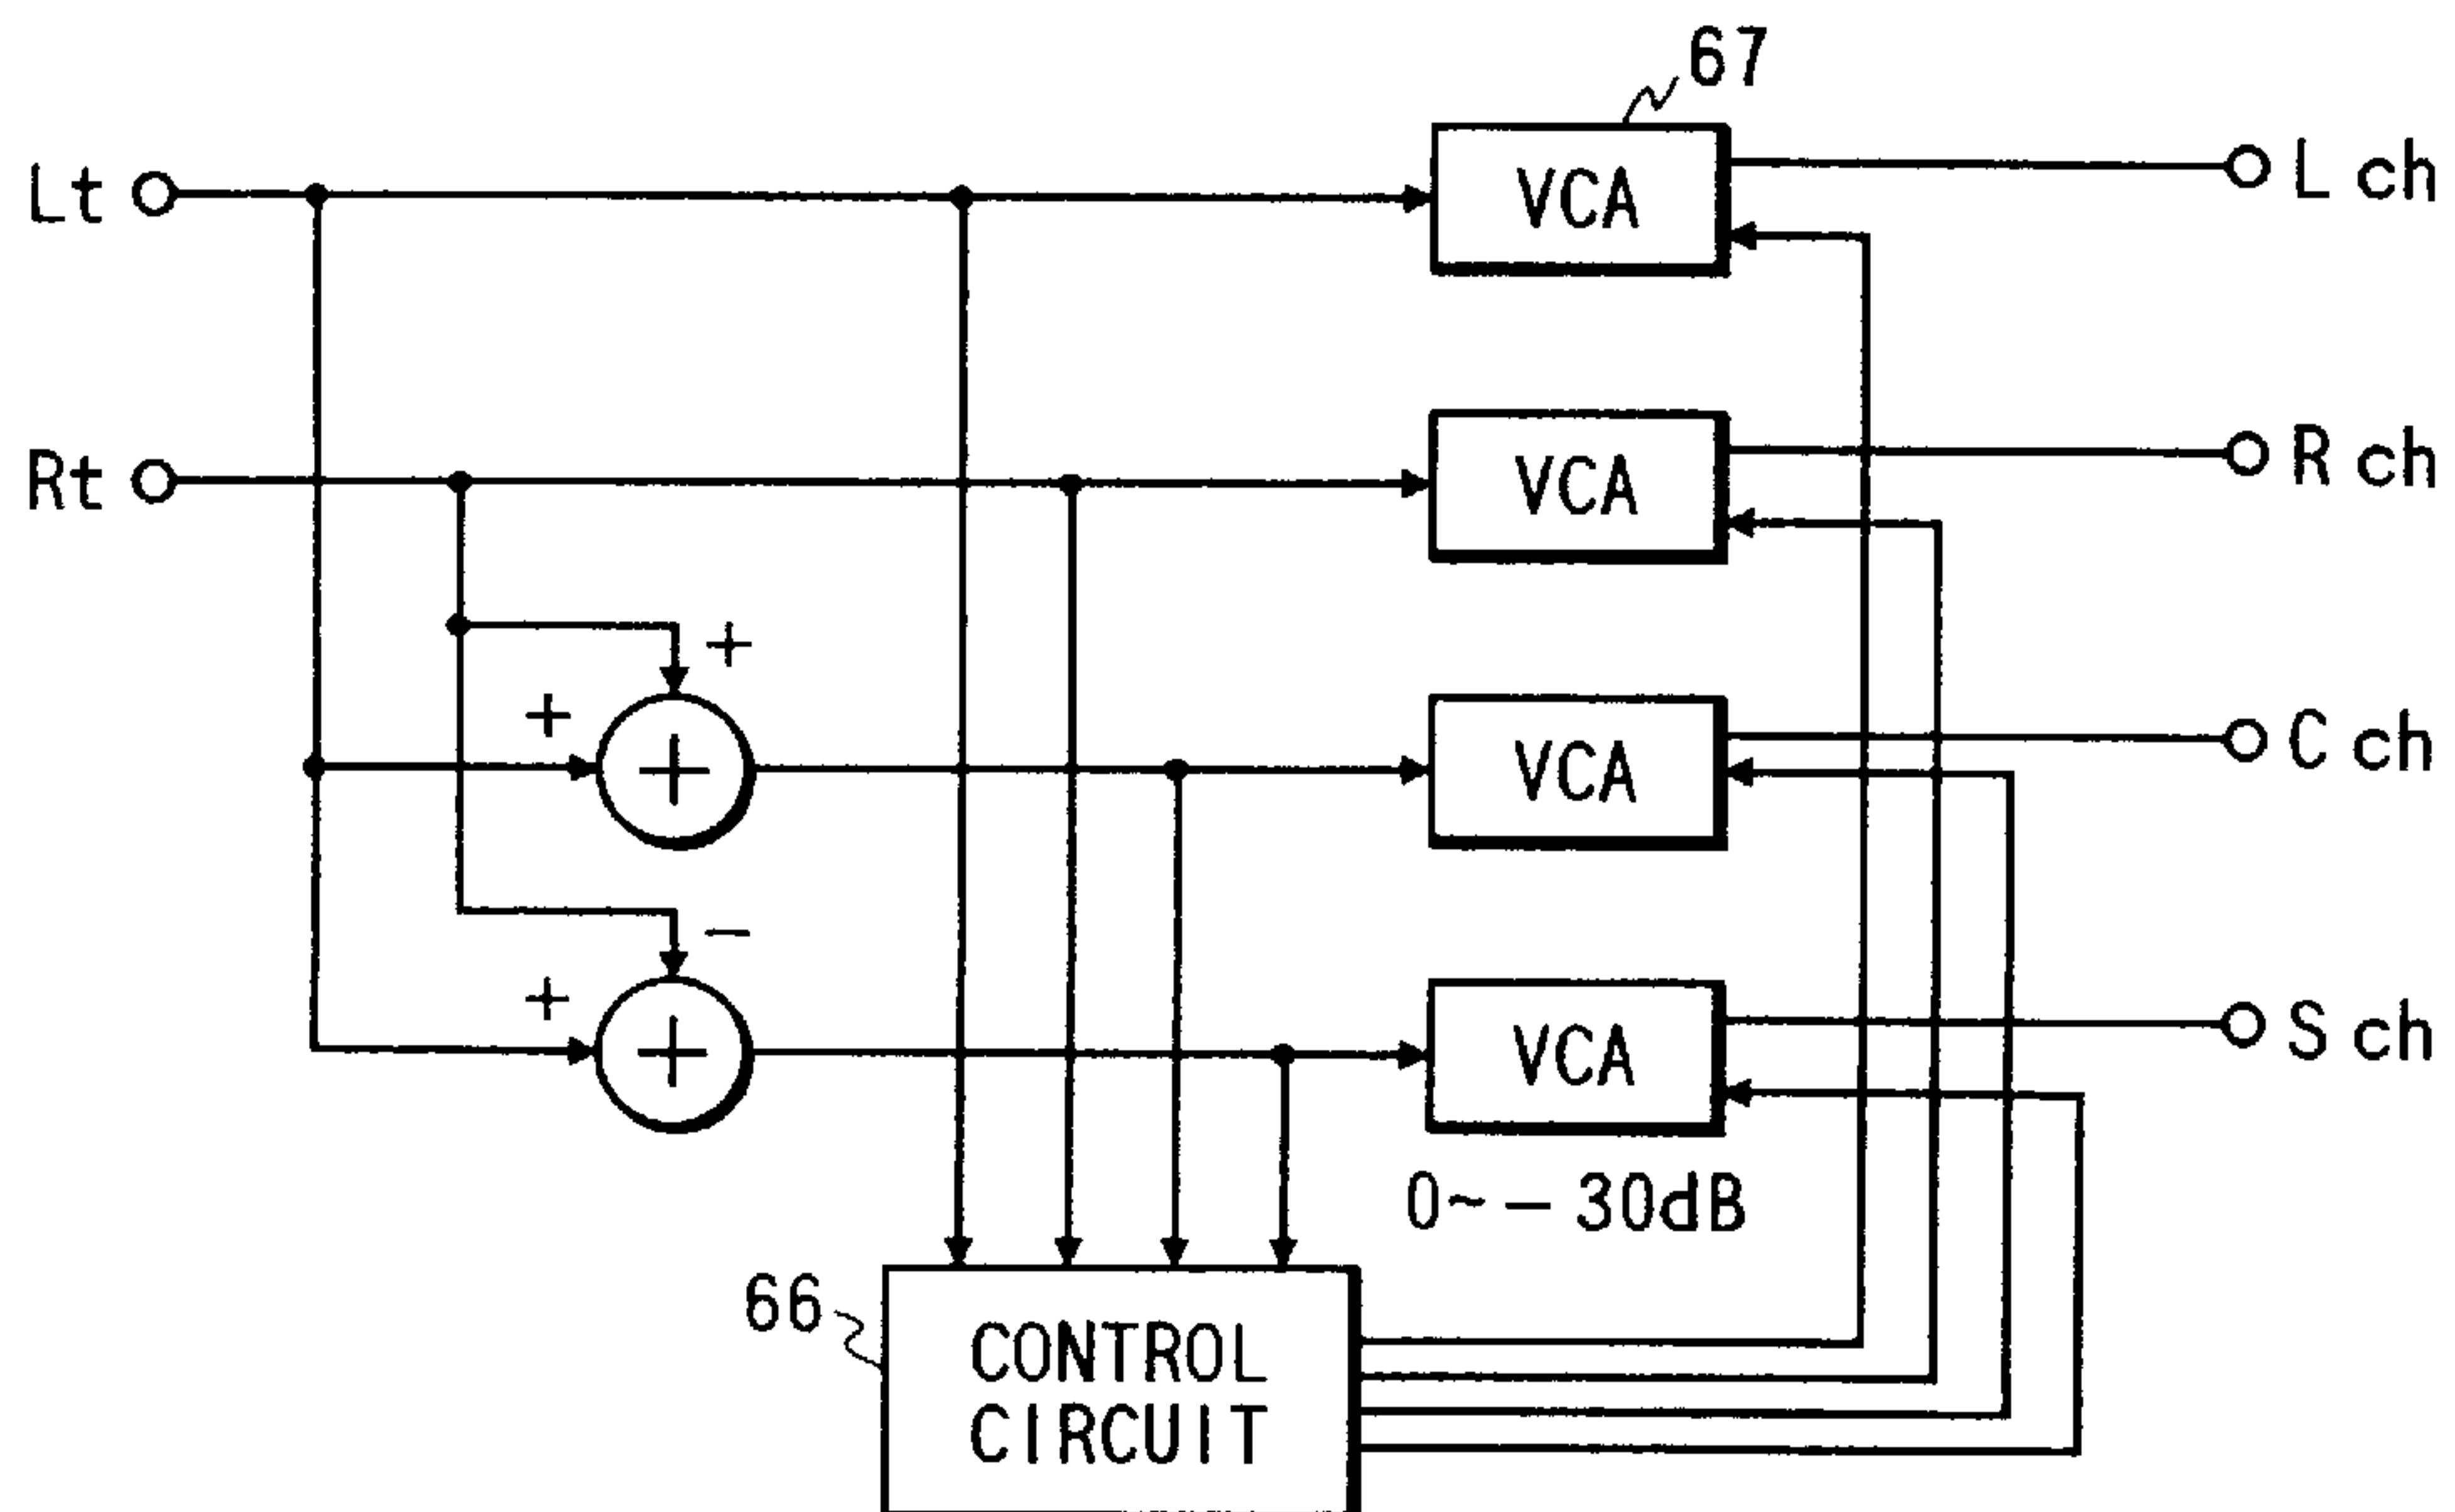 67
Lt
VCA
L ch
Rt
VCA
R ch
+
+
+
VCA
C ch
−
+
+
VCA
S ch
0~−30dB
66
CONTROL
CIRCUIT